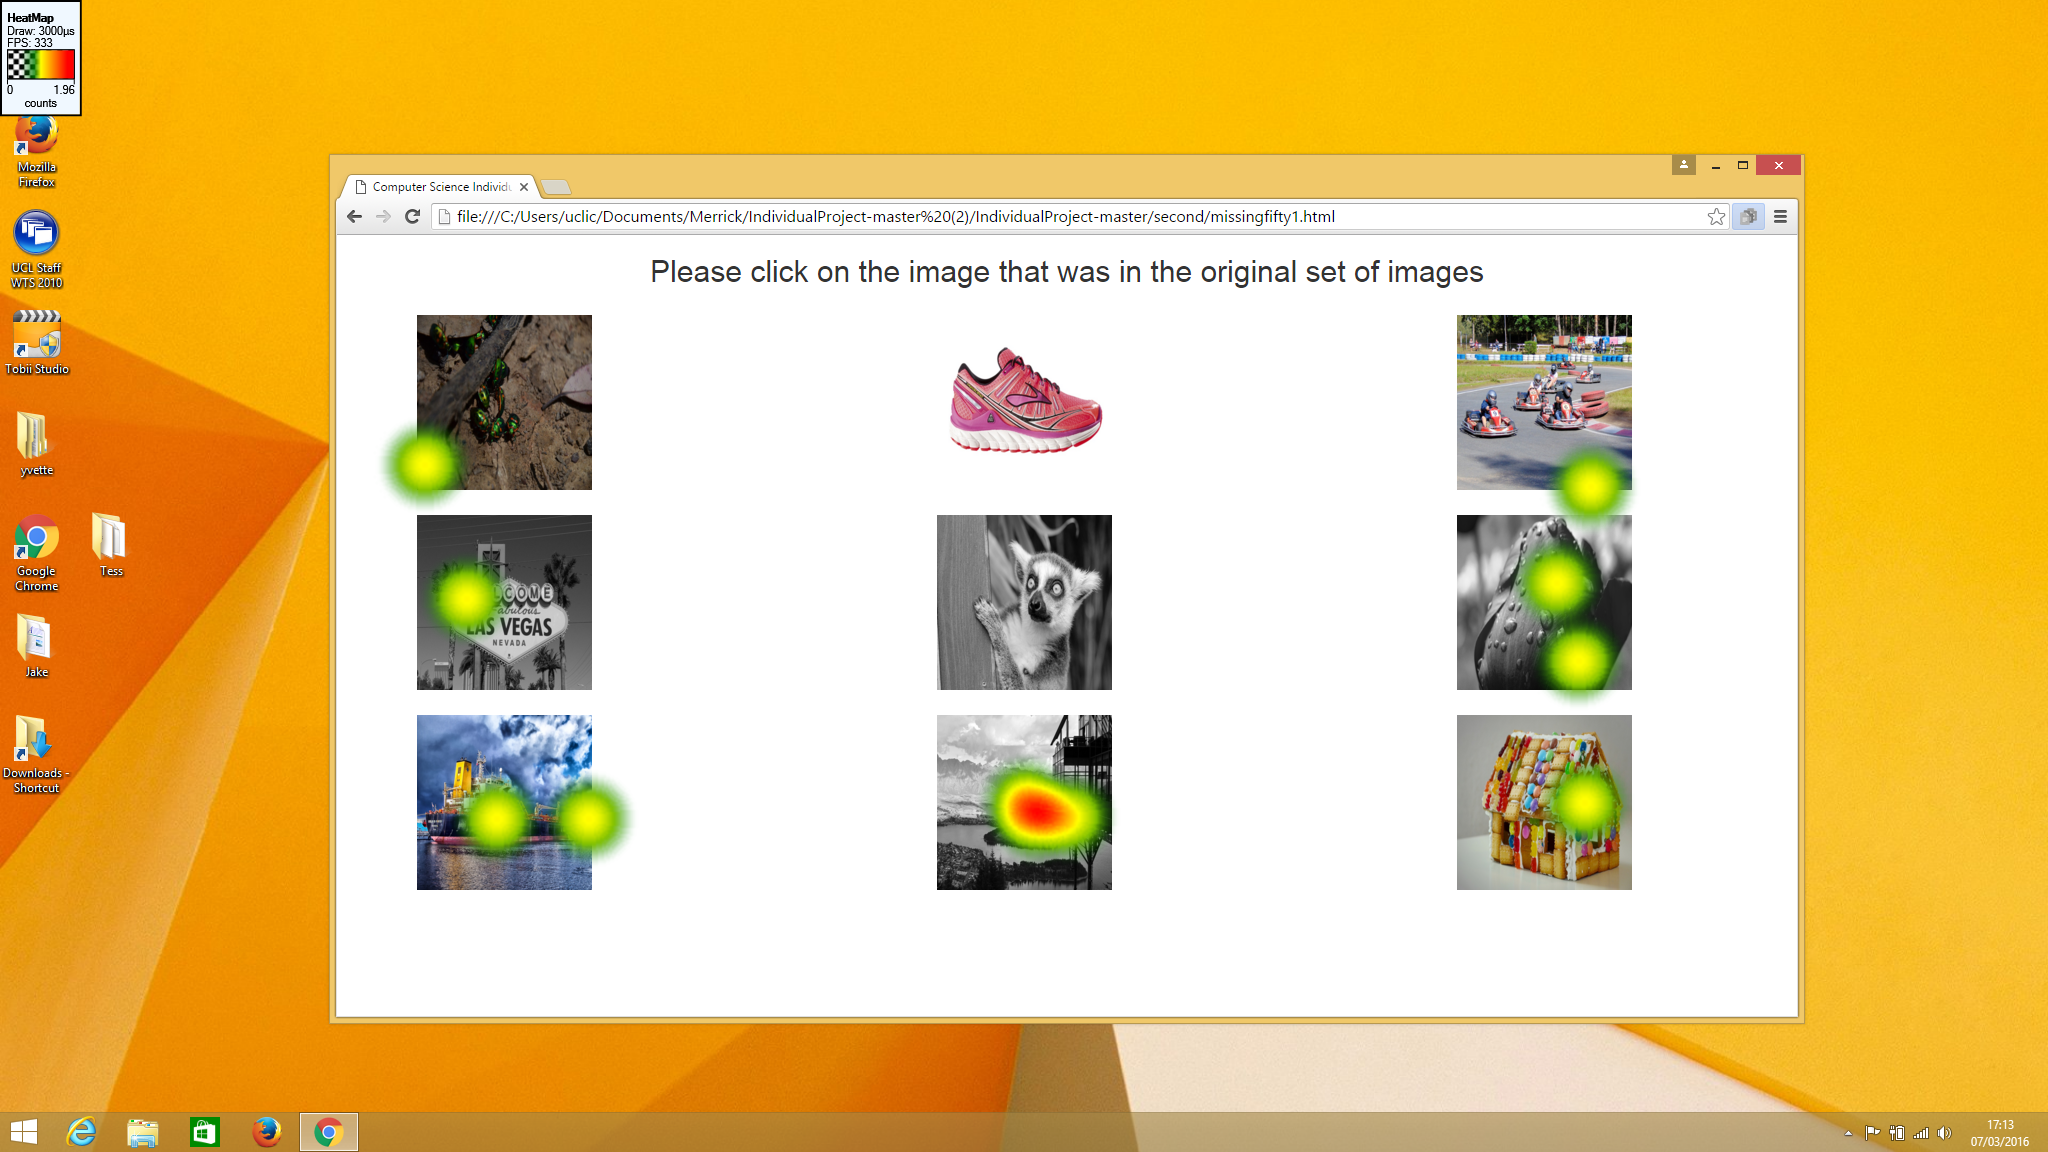 HeatMap
Draw: 3000µs
FPS: 333
0 1.96
counts
Mozilla
Firefox
UCL Staff
WTS 2010
Tobii Studio
yvette
Google
Chrome
Tess
Jake
Downloads -
Shortcut
Computer Science Individu
file:///C:/Users/uclic/Documents/Merrick/IndividualProject-master%20(2)/IndividualProject-master/second/missingfifty1.html
Please click on the image that was in the original set of images
COME
Fabulous
LAS VEGAS
NEVADA
17:13
07/03/2016